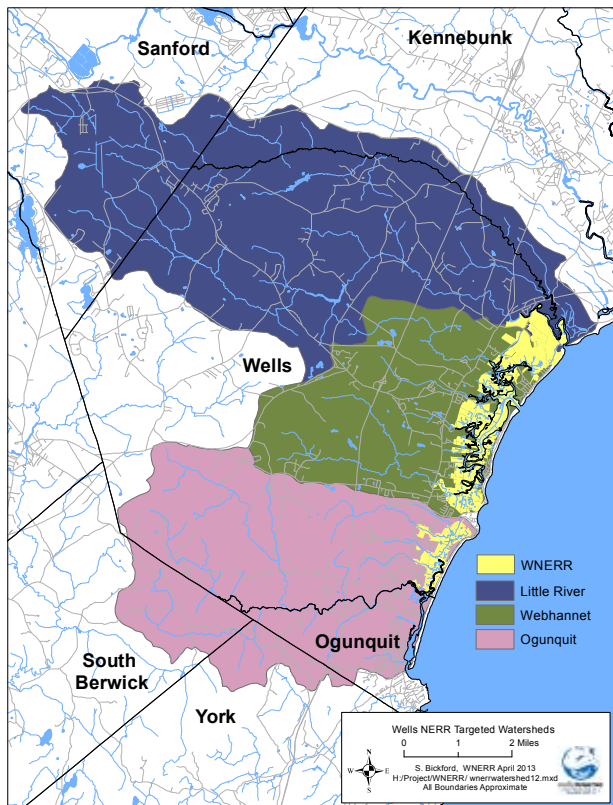 Sanford
Kennebunk
Wells
WNERR
Little River
Webhannet
Ogunquit
Ogunquit
South
Berwick
York
Wells NERR Targeted Watersheds
0 1 2 Miles
N
W E
S
S. Bickford, WNERR April 2013
H:/Project/WNERR/ wnerrwatershed12.mxd
All Boundaries Approximate